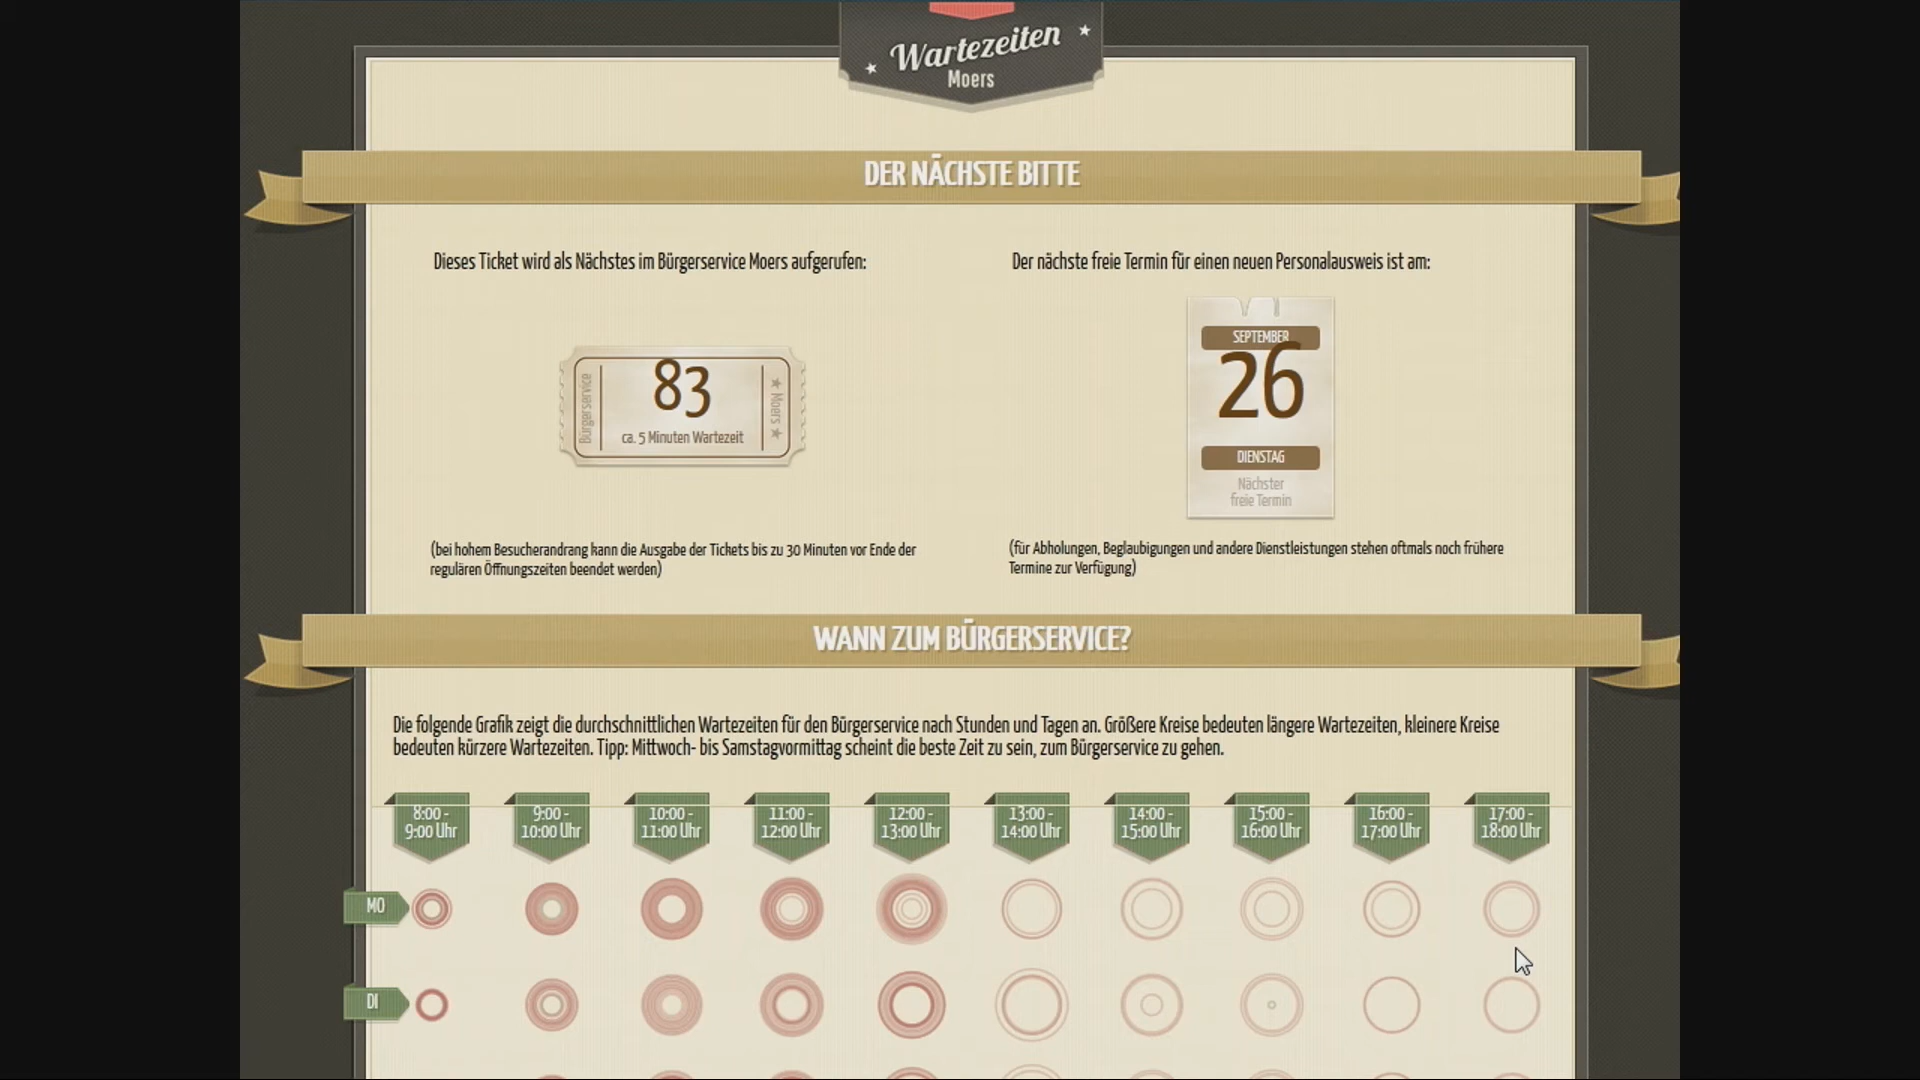 Wartezeiten
Moers
DER NÄCHSTE BITTE
Dieses Ticket wird als Nächstes im Bürgerservice Moers aufgerufen:
Bürgerservice
83
ca. 5 Minuten Wartezeit
★ Moers ★
(bei hohem Besucherandrang kann die Ausgabe der Tickets bis zu 30 Minuten vor Ende der
regulären Öffnungszeiten beendet werden)
Der nächste freie Termin für einen neuen Personalausweis ist am:
SEPTEMBER
26
DIENSTAG
Nächster
freie Termin
(für Abholungen, Beglaubigungen und andere Dienstleistungen stehen oftmals noch frühere
Termine zur Verfügung)
WANN ZUM BÜRGERSERVICE?
Die folgende Grafik zeigt die durchschnittlichen Wartezeiten für den Bürgerservice nach Stunden und Tagen an. Größere Kreise bedeuten längere Wartezeiten, kleinere Kreise
bedeuten kürzere Wartezeiten. Tipp: Mittwoch- bis Samstagvormittag scheint die beste Zeit zu sein, zum Bürgerservice zu gehen.
8:00 -
9:00 Uhr
9:00 -
10:00 Uhr
10:00 -
11:00 Uhr
11:00 -
12:00 Uhr
12:00 -
13:00 Uhr
13:00 -
14:00 Uhr
14:00 -
15:00 Uhr
15:00 -
16:00 Uhr
16:00 -
17:00 Uhr
17:00 -
18:00 Uhr
MO
DI